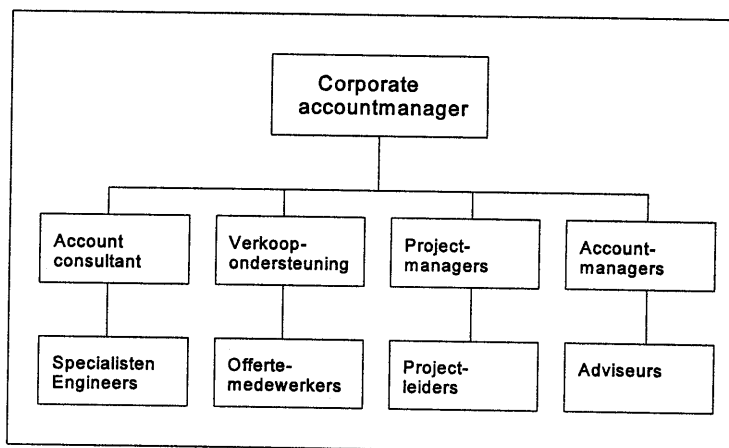 Corporate
accountmanager
Account
consultant
Verkoop-
ondersteuning
Project-
managers
Account-
managers
Specialisten
Engineers
Offerte-
medewerkers
Project-
leiders
Adviseurs